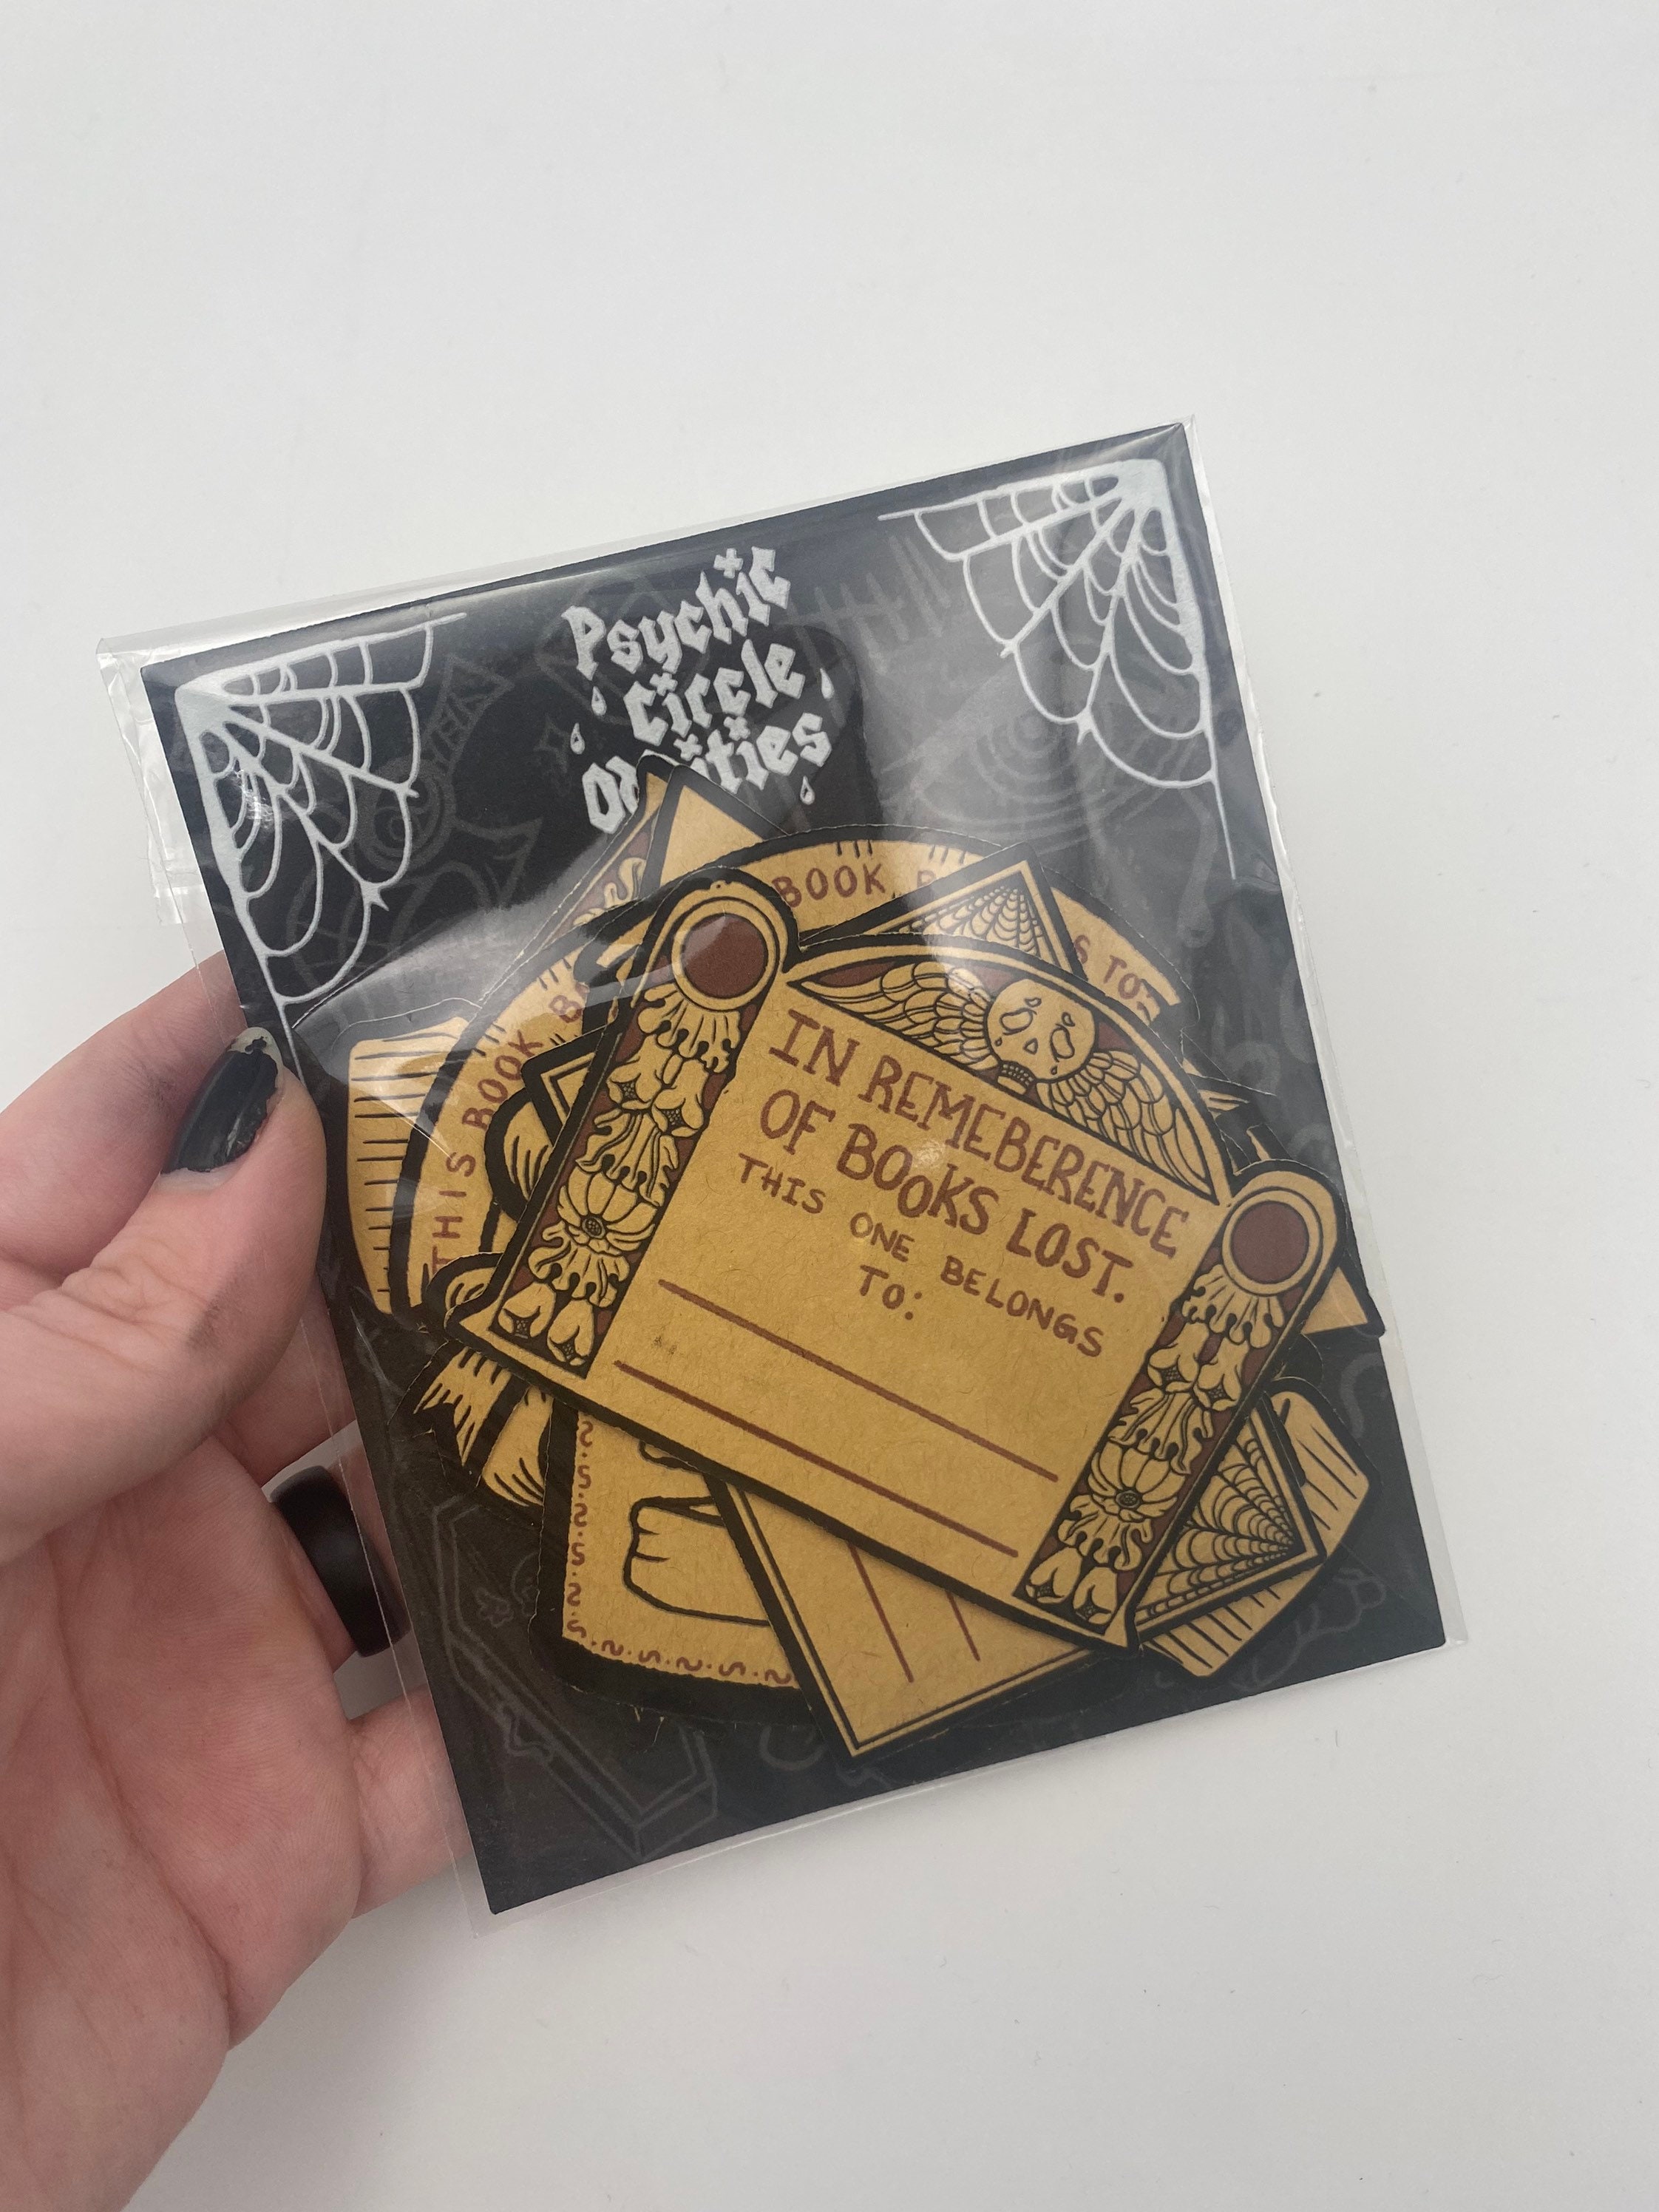 Psychic
Circle
Oddities
BOOK
S TO:
THIS BOOK B
IN REMEBERENCE
OF BOOKS LOST.
THIS ONE BELONGS
TO: